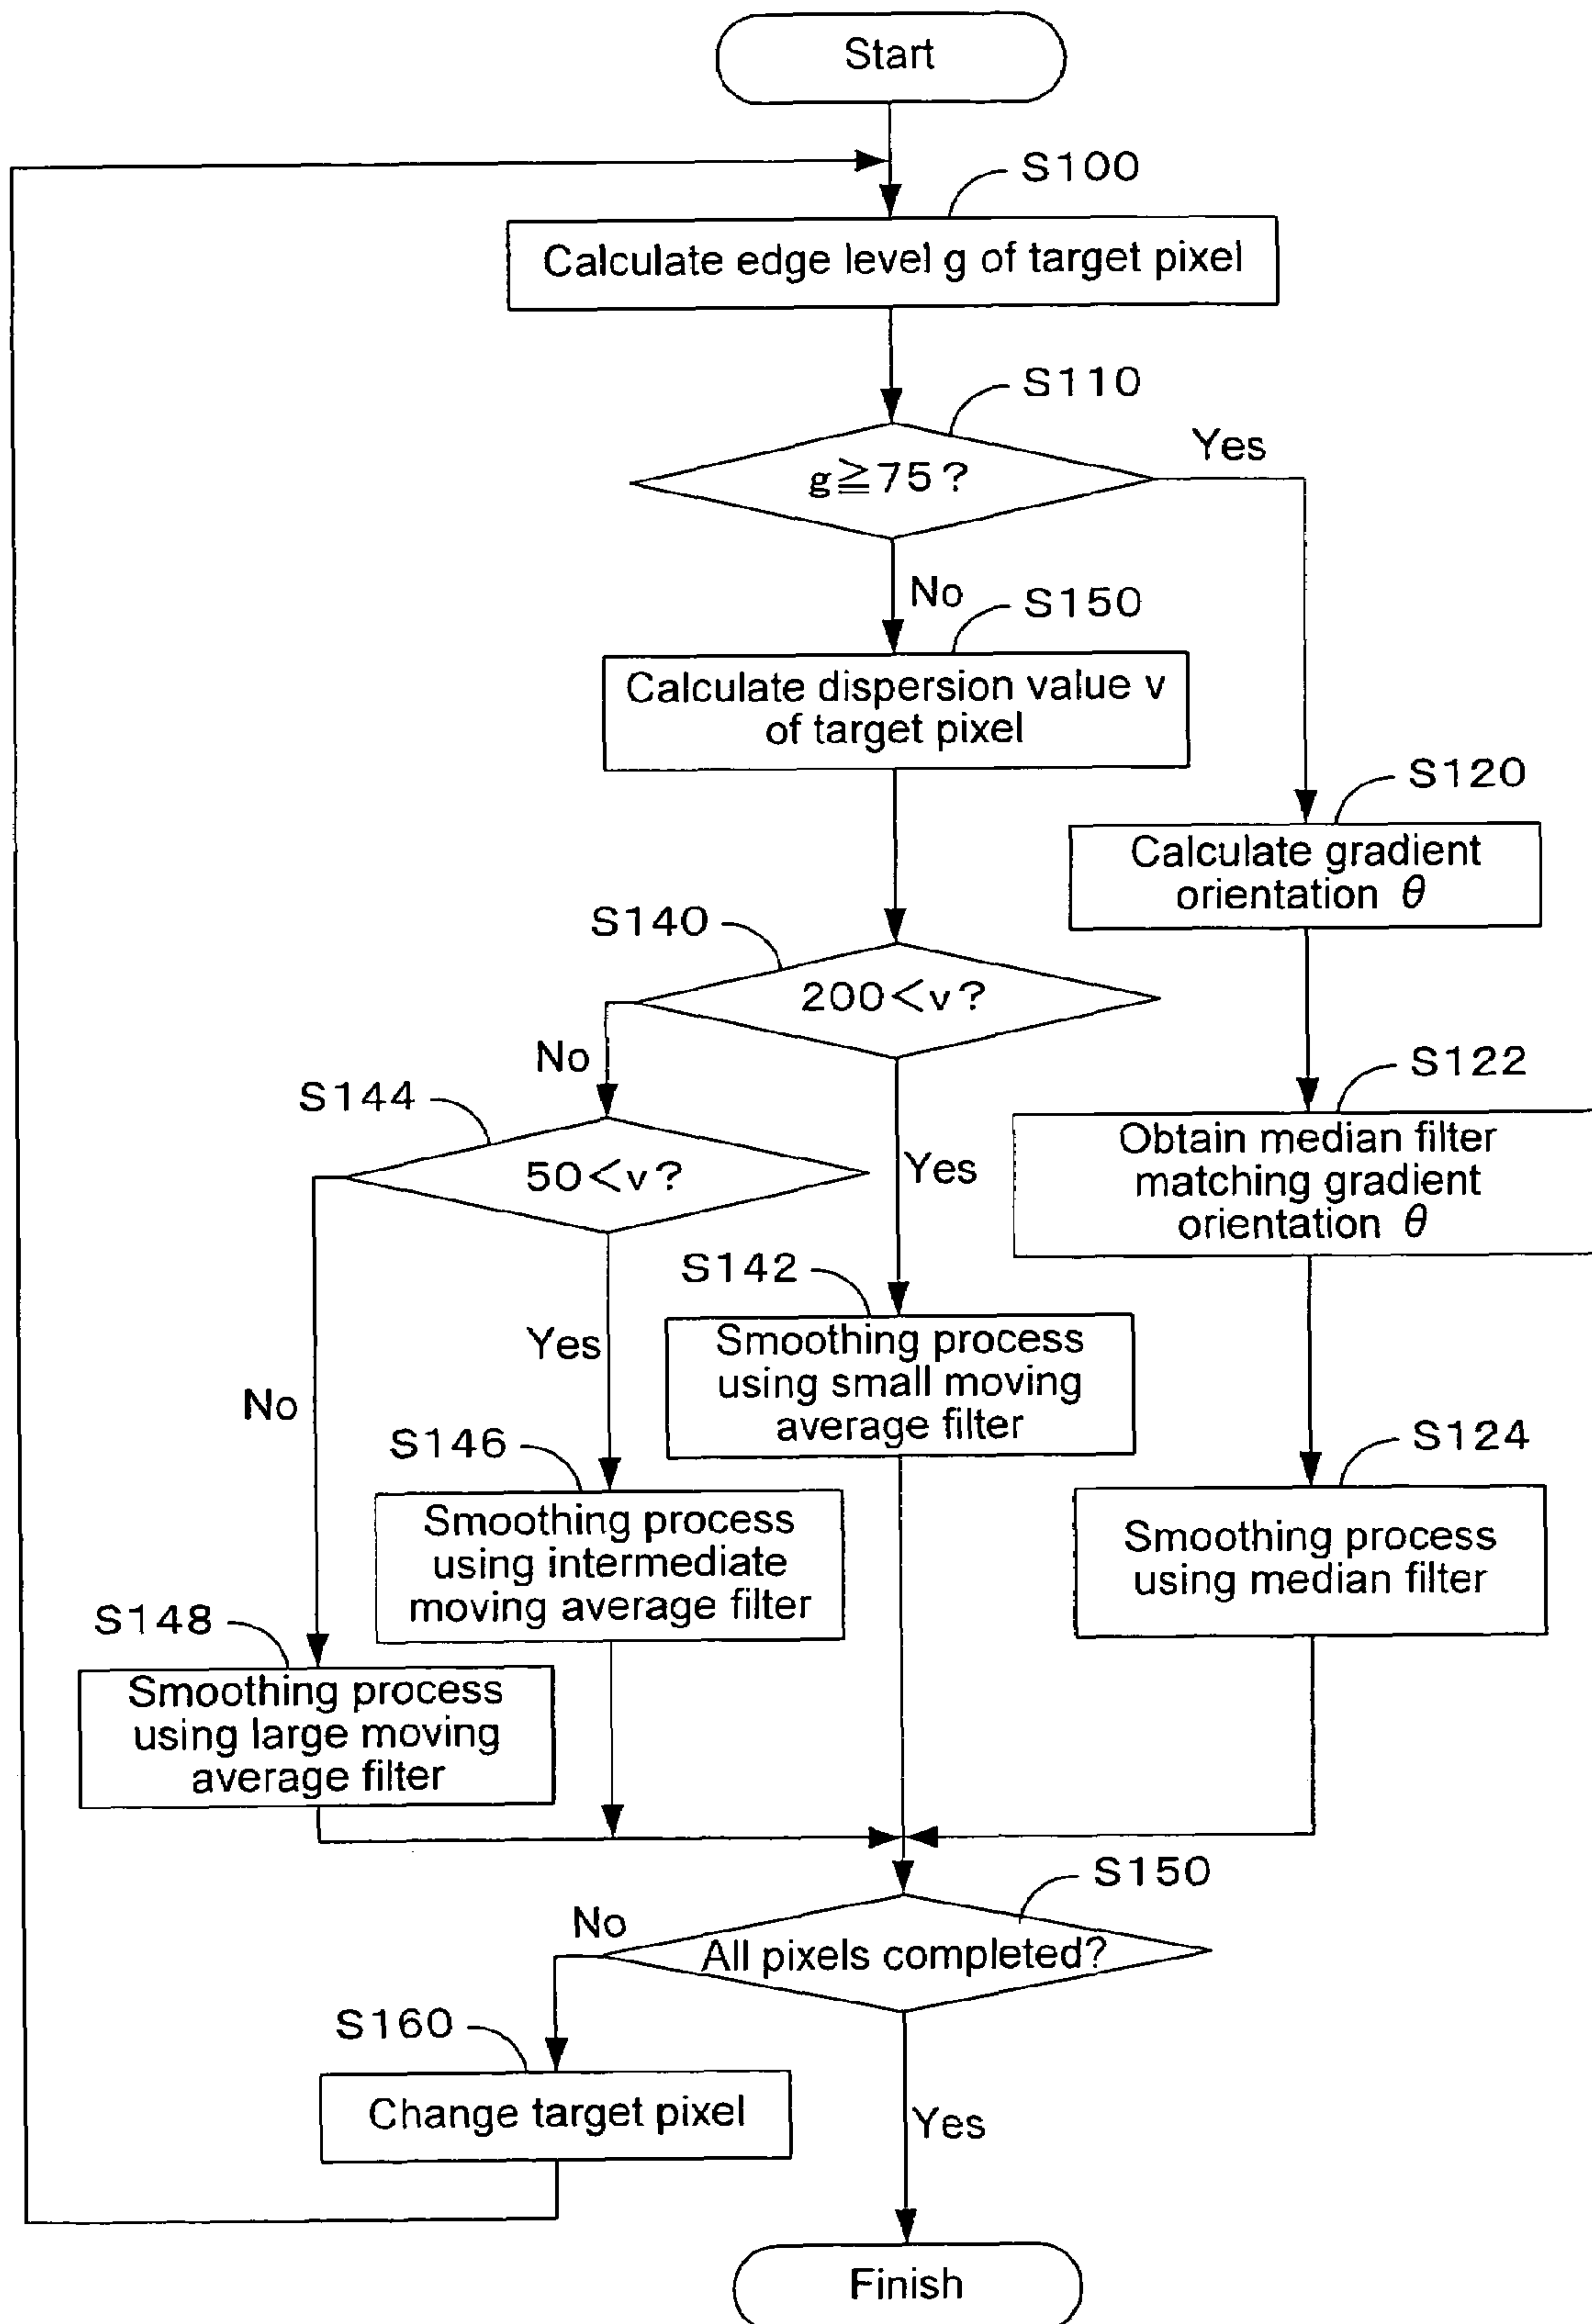 Start
S100
Calculate edge level g of target pixel
S110
g≧75?
Yes
No
S150
Calculate dispersion value v
of target pixel
S120
Calculate gradient
orientation θ
S140
200<v?
No
Yes
S122
Obtain median filter
matching gradient
orientation θ
S144
50<v?
Yes
No
S142
Smoothing process
using small moving
average filter
S124
Smoothing process
using median filter
S146
Smoothing process
using intermediate
moving average filter
S148
Smoothing process
using large moving
average filter
S150
All pixels completed?
No
S160
Change target pixel
Yes
Finish